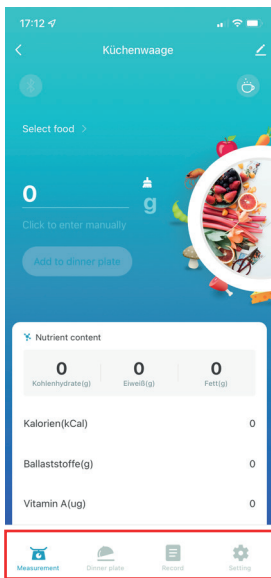 17:12
Küchenwaage
Select food >
0
g
Click to enter manually
Add to dinner plate
Nutrient content
0 0 0
Kohlenhydrate(g) Eiweiß(g) Fett(g)
Kalorien(kCal) 0
Ballaststoffe(g) 0
Vitamin A(ug) 0
Measurement Dinner plate Record Setting